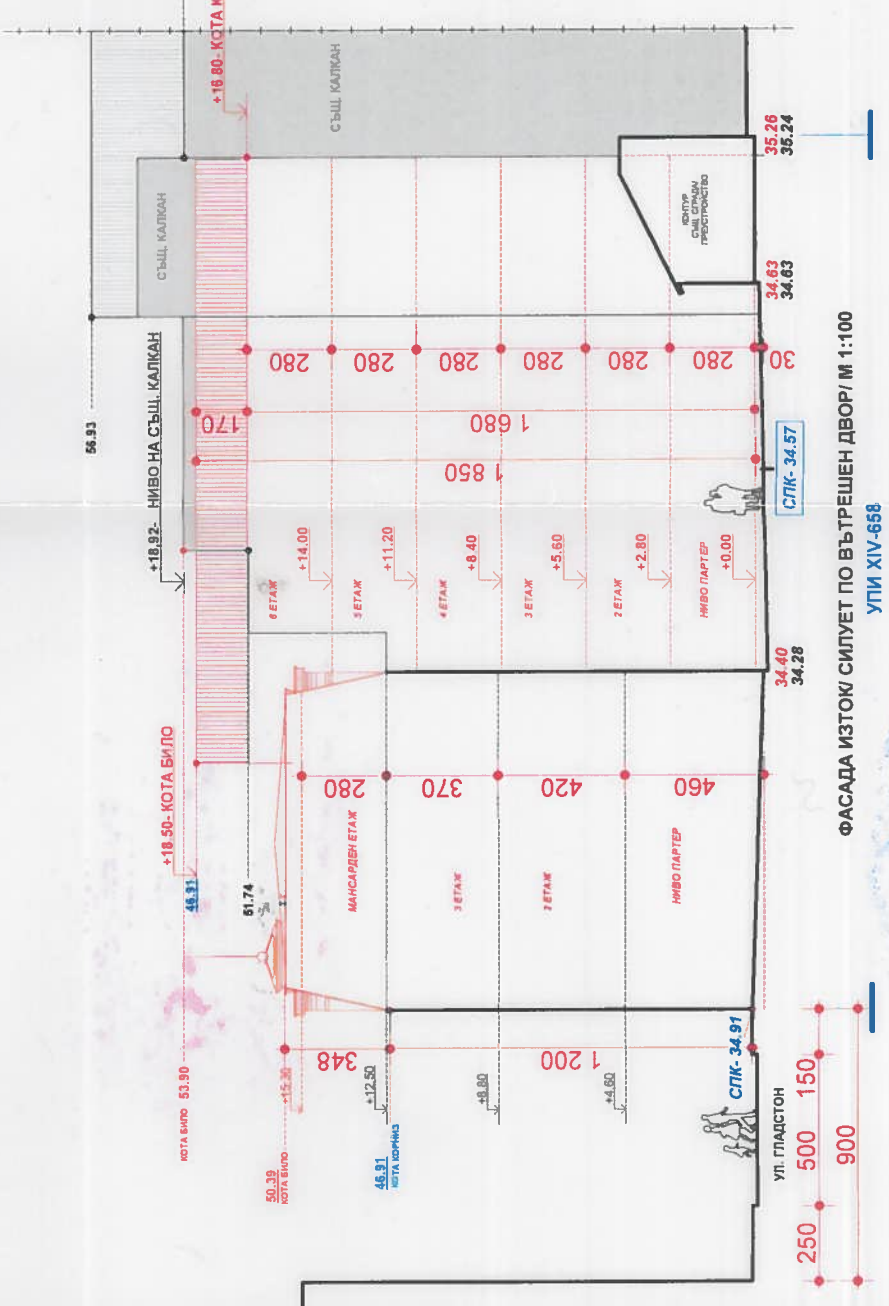 56.93
+18,92- НИВО НА СЪЩ. КАЛКАН
+18.50- КОТА БИЛО
46.91
51.74
КОТА БИЛО 53.90
+16.80- КОТА К
СЪЩ. КАЛКАН
СЪЩ. КАЛКАН
50.39
КОТА БИЛО
+15.30
348
+12.50
46.91
КОТА КОРНИЗ
1 200
+8.80
+4.60
МАНСАРДЕН ЕТАЖ
3 ЕТАЖ
2 ЕТАЖ
НИВО ПАРТЕР
280
370
420
460
6 ЕТАЖ
5 ЕТАЖ
4 ЕТАЖ
3 ЕТАЖ
2 ЕТАЖ
НИВО ПАРТЕР
+14.00
+11.20
+8.40
+5.60
+2.80
+0.00
170
1 680
1 850
280
280
280
280
280
280
30
КОНТУР
СЪЩ. СГРАДА/
ПРЕУСТРОЙСТВО
СПК- 34.91
УЛ. ГЛАДСТОН
34.40
34.28
СПК- 34.57
34.63
34.63
35.26
35.24
250
500
150
900
ФАСАДА ИЗТОК/ СИЛУЕТ ПО ВЪТРЕШЕН ДВОР/ М 1:100
УПИ XIV-658